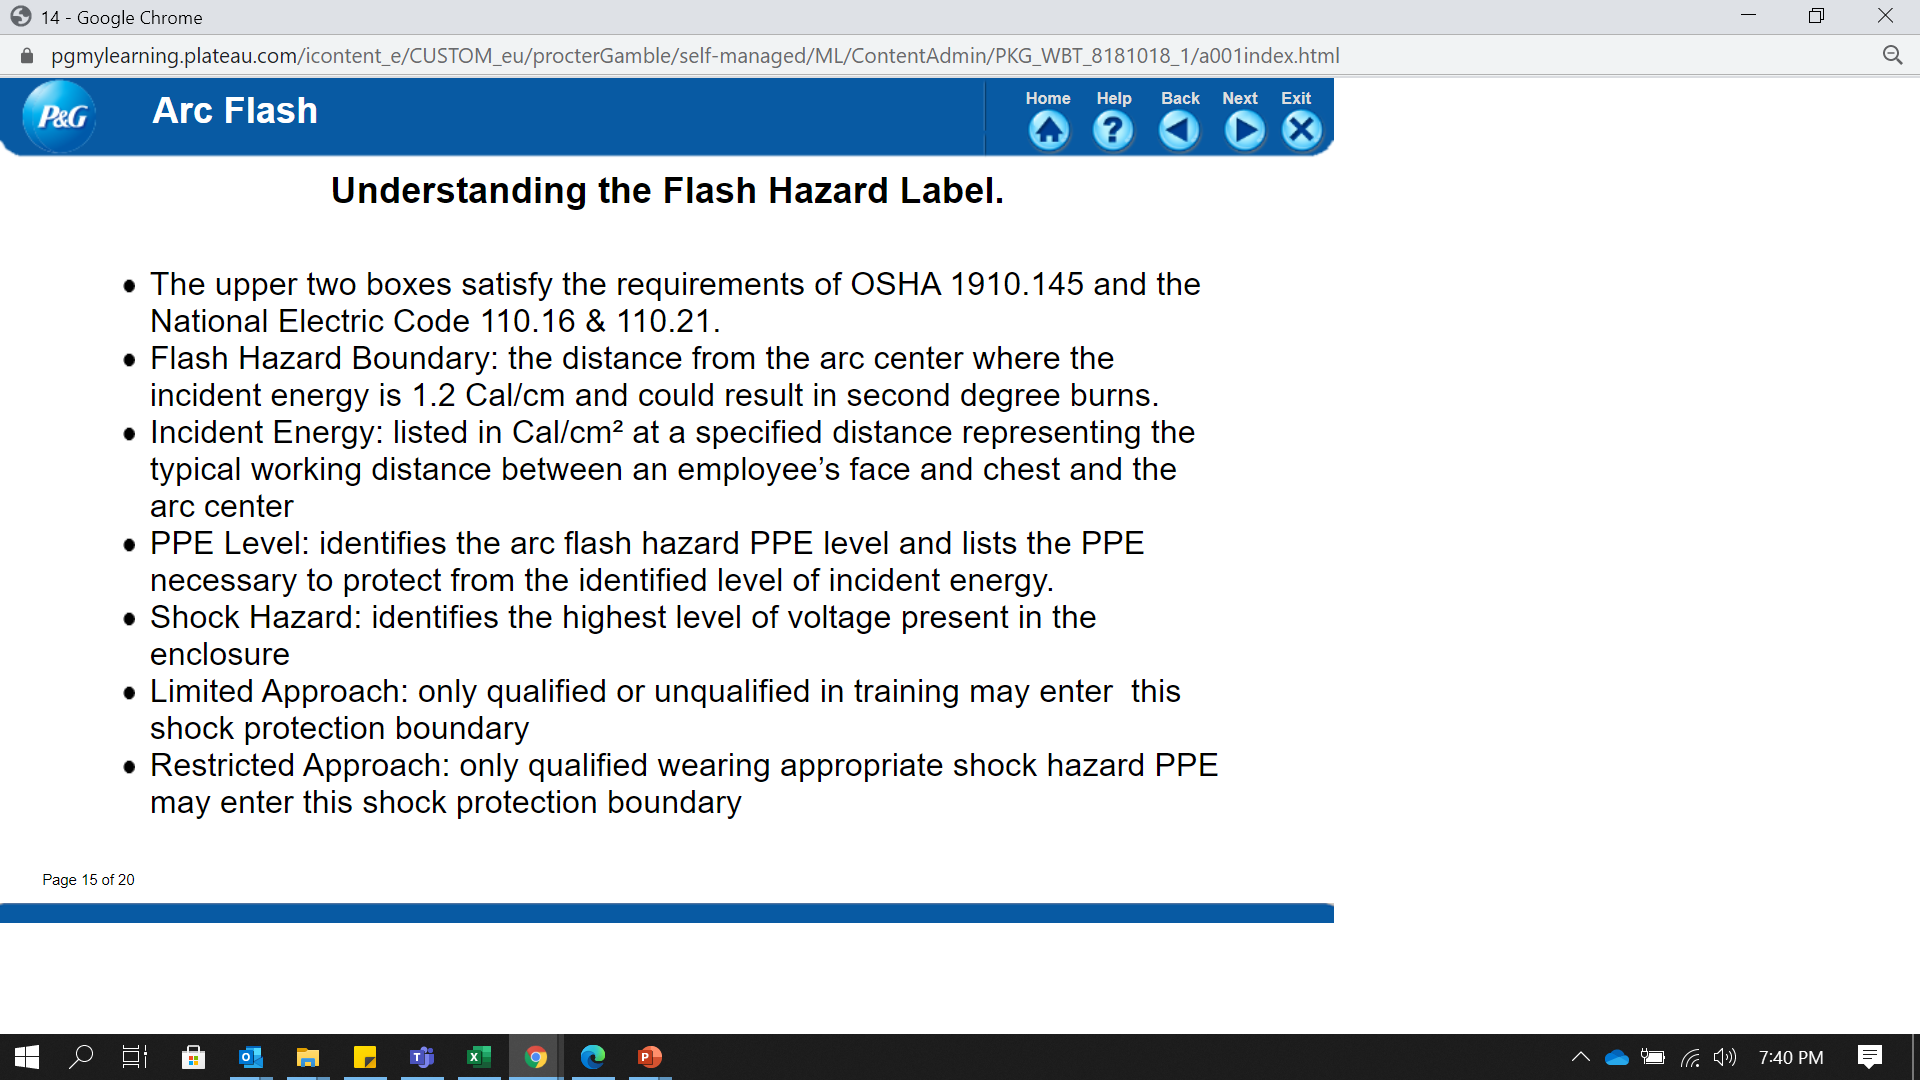 14 - Google Chrome
pgmylearning.plateau.com/icontent_e/CUSTOM_eu/procterGamble/self-managed/ML/ContentAdmin/PKG_WBT_8181018_1/a001index.html
P&G
Arc Flash
Home Help Back Next Exit
Understanding the Flash Hazard Label.
• The upper two boxes satisfy the requirements of OSHA 1910.145 and the
National Electric Code 110.16 & 110.21.
• Flash Hazard Boundary: the distance from the arc center where the
incident energy is 1.2 Cal/cm and could result in second degree burns.
• Incident Energy: listed in Cal/cm² at a specified distance representing the
typical working distance between an employee’s face and chest and the
arc center
• PPE Level: identifies the arc flash hazard PPE level and lists the PPE
necessary to protect from the identified level of incident energy.
• Shock Hazard: identifies the highest level of voltage present in the
enclosure
• Limited Approach: only qualified or unqualified in training may enter  this
shock protection boundary
• Restricted Approach: only qualified wearing appropriate shock hazard PPE
may enter this shock protection boundary
Page 15 of 20
7:40 PM